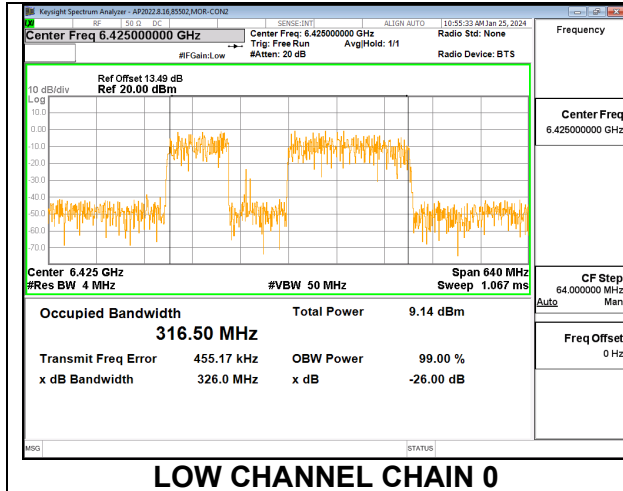 Keysight Spectrum Analyzer - AP2022.8.16,85502,MOR-CON2
RF 50 Ω DC SENSE:INT ALIGN AUTO 10:55:33 AM Jan 25, 2024
Center Freq 6.425000000 GHz
Center Freq: 6.425000000 GHz
Radio Std: None
Trig: Free Run Avg|Hold: 1/1
#IFGain:Low #Atten: 20 dB Radio Device: BTS
Frequency
Ref Offset 13.49 dB
10 dB/div Ref 20.00 dBm
Log
10.0
0.00
-10.0
-20.0
-30.0
-40.0
-50.0
-60.0
-70.0
Center 6.425 GHz Span 640 MHz
#Res BW 4 MHz #VBW 50 MHz Sweep 1.067 ms
Center Freq
6.425000000 GHz
CF Step
64.000000 MHz
Auto Man
Freq Offset
0 Hz
Occupied Bandwidth Total Power 9.14 dBm
316.50 MHz
Transmit Freq Error 455.17 kHz OBW Power 99.00 %
x dB Bandwidth 326.0 MHz x dB -26.00 dB
MSG STATUS
LOW CHANNEL CHAIN 0